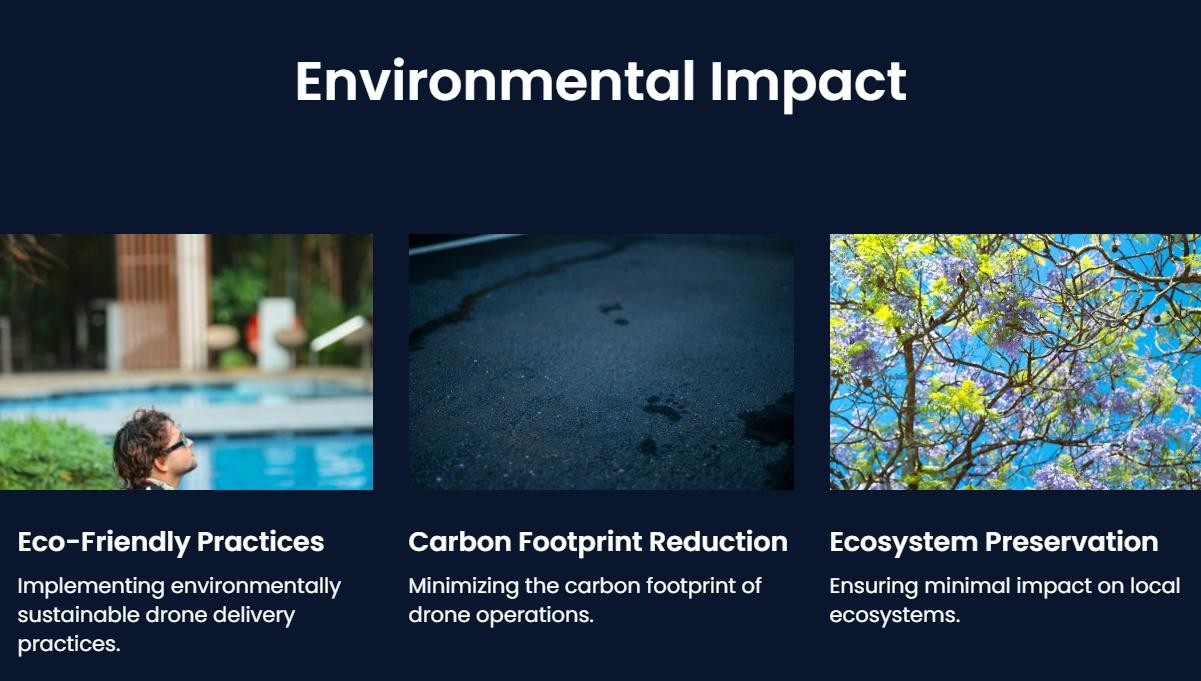 Environmental Impact
Eco-Friendly Practices
Implementing environmentally
sustainable drone delivery
practices.
Carbon Footprint Reduction
Minimizing the carbon footprint of
drone operations.
Ecosystem Preservation
Ensuring minimal impact on local
ecosystems.